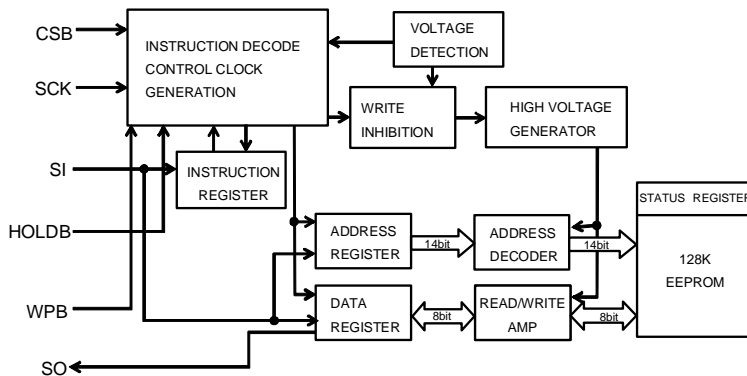 CSB
SCK
SI
HOLDB
WPB
SO
INSTRUCTION DECODE
CONTROL CLOCK
GENERATION
VOLTAGE
DETECTION
WRITE
INHIBITION
HIGH VOLTAGE
GENERATOR
INSTRUCTION
REGISTER
ADDRESS
REGISTER
14bit
ADDRESS
DECODER
14bit
DATA
REGISTER
8bit
READ/WRITE
AMP
8bit
STATUS REGISTER
128K
EEPROM